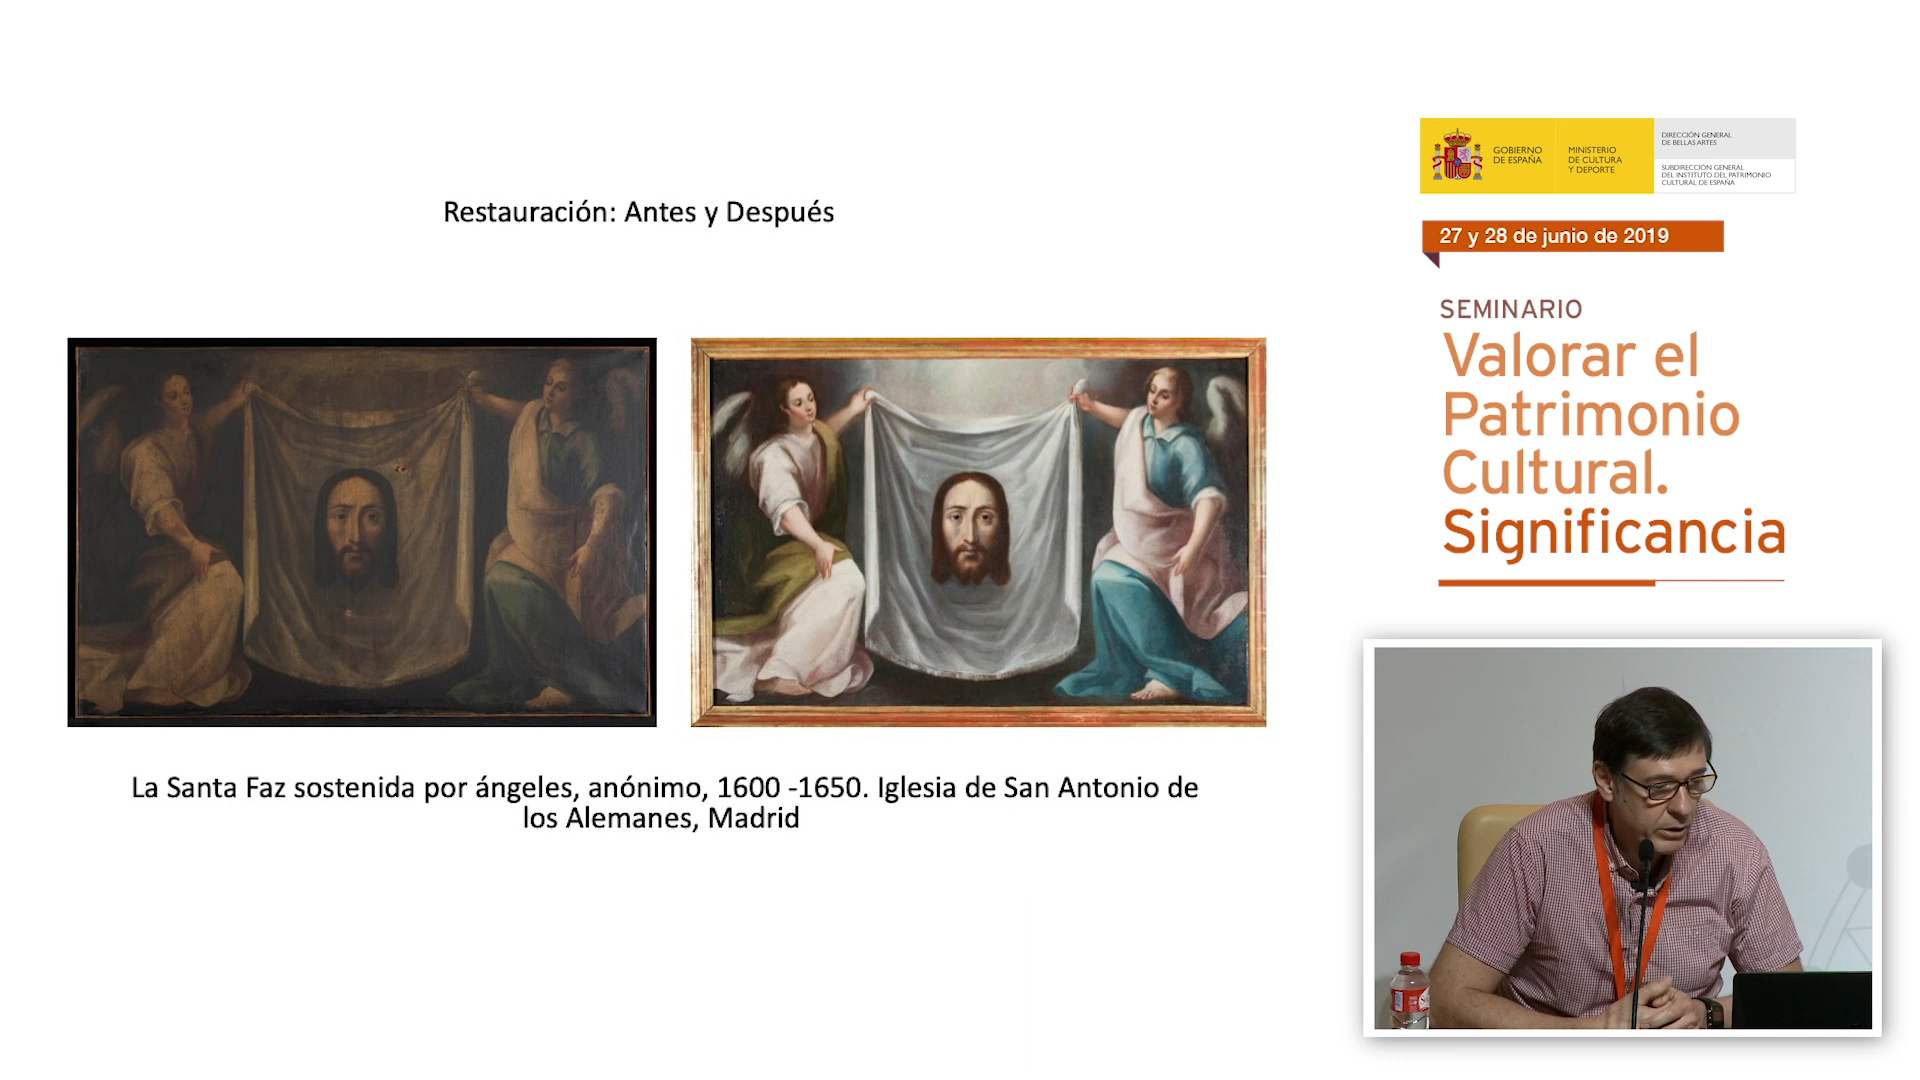 Restauración: Antes y Después
La Santa Faz sostenida por ángeles, anónimo, 1600 -1650. Iglesia de San Antonio de
los Alemanes, Madrid
GOBIERNO
DE ESPAÑA
MINISTERIO
DE CULTURA
Y DEPORTE
DIRECCIÓN GENERAL
DE BELLAS ARTES
SUBDIRECCIÓN GENERAL
DEL INSTITUTO DEL PATRIMONIO
CULTURAL DE ESPAÑA
27 y 28 de junio de 2019
SEMINARIO
Valorar el
Patrimonio
Cultural.
Significancia